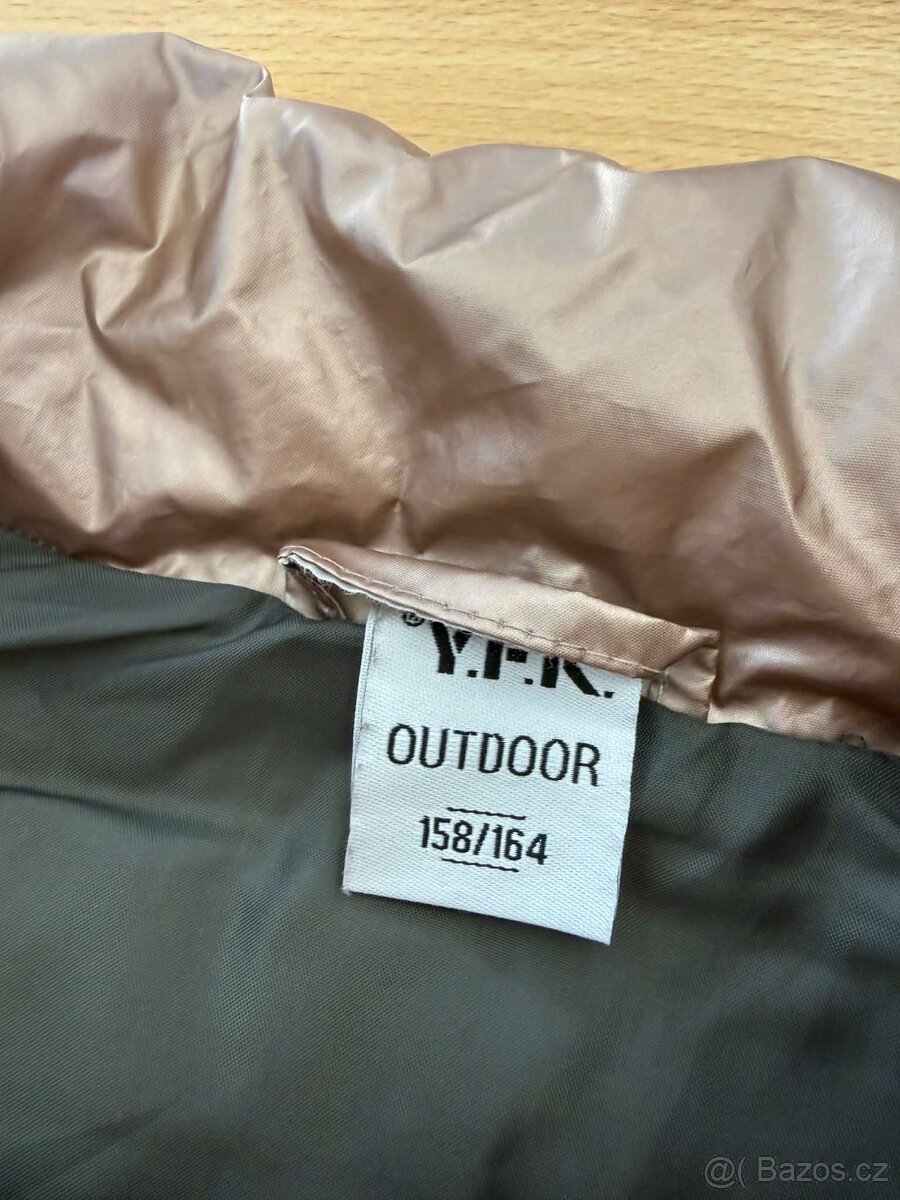 ®Y.F.K.
OUTDOOR
158/164
@( Bazos.cz